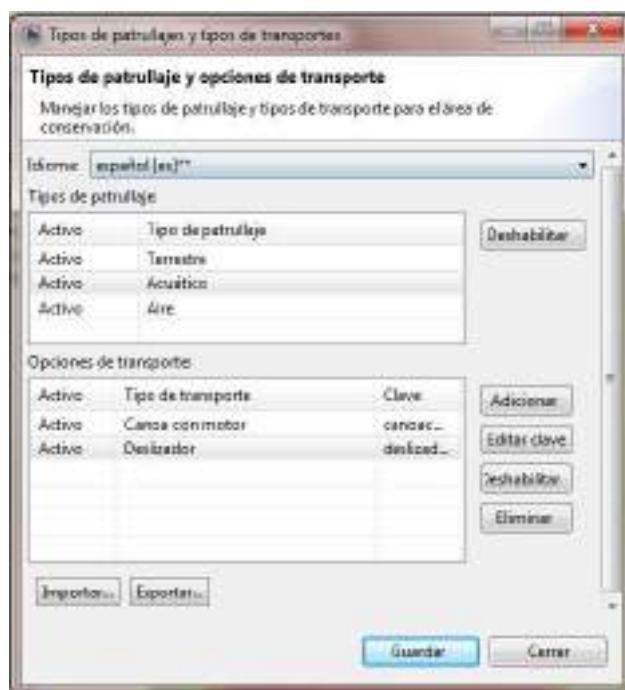 Tipos de patrullajes y tipos de transportes
Tipos de patrullaje y opciones de transporte
Manejar los tipos de patrullaje y tipos de transporte para el área de
conservación.
Idioma: español [es]**
Tipos de patrullaje
Activo Tipo de patrullaje
Deshabilitar
Activo Terrestre
Activo Acuático
Activo Aire
Opciones de transporte
Activo Tipo de transporte Clave
Adicionar
Activo Canoa con motor canoac...
Editar clave
Activo Deslizador deslizad...
Deshabilitar
Eliminar
Importar... Exportar...
Guardar Cerrar